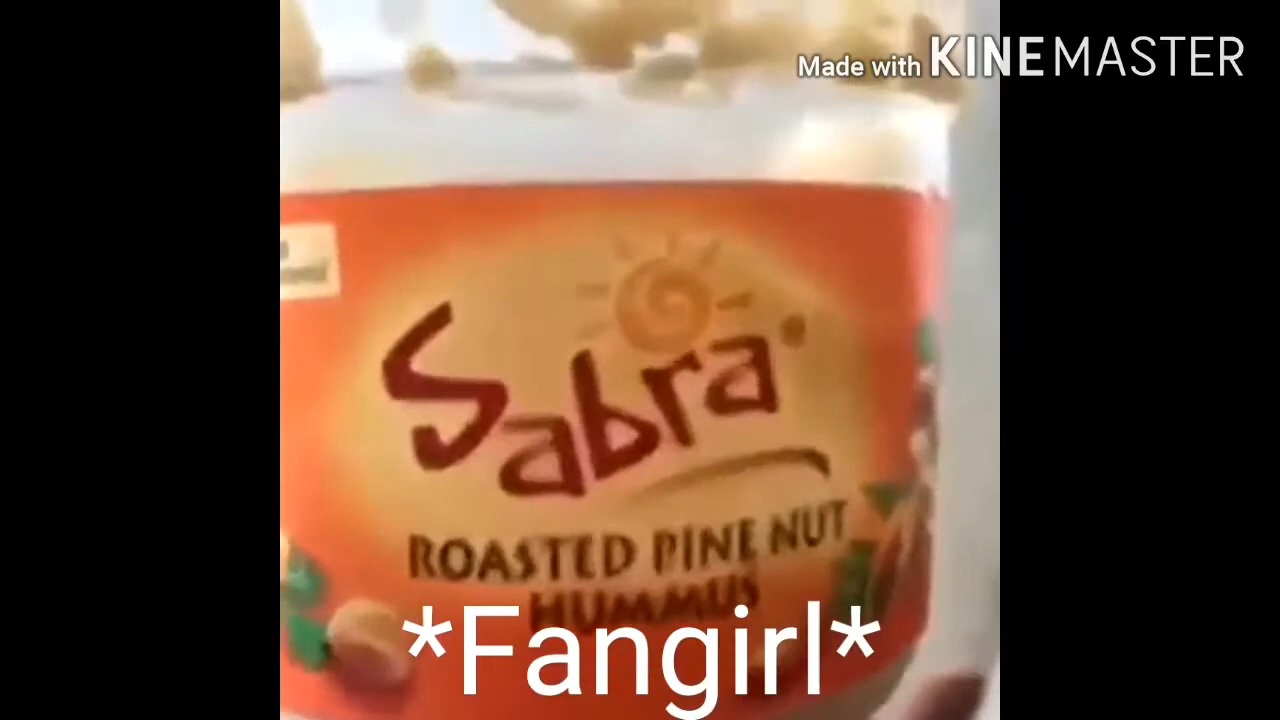 Made with KINEMASTER
Sabra®
ROASTED PINE NUT
HUMMUS
*Fangirl*